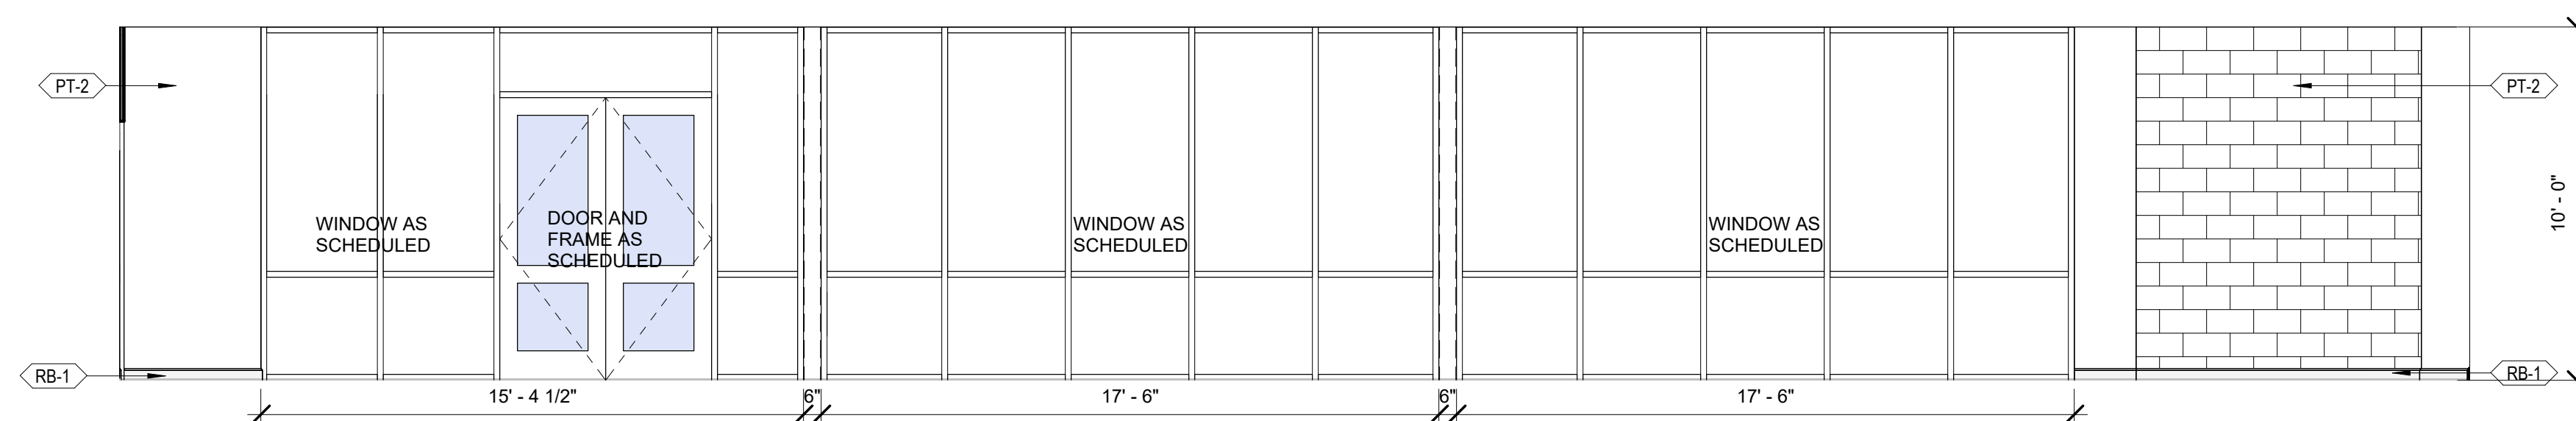 PT-2
PT-2
WINDOW AS
SCHEDULED
DOOR AND
FRAME AS
SCHEDULED
WINDOW AS
SCHEDULED
WINDOW AS
SCHEDULED
10' - 0"
RB-1
RB-1
15' - 4 1/2"
6"
17' - 6"
6"
17' - 6"